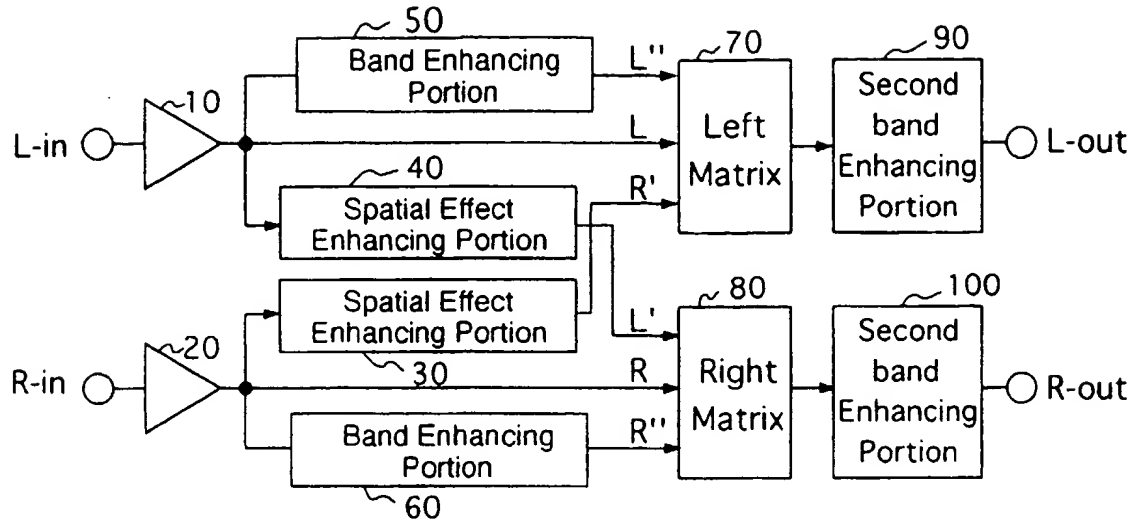 50
Band Enhancing
Portion
L''
70
90
10
Second
band
Enhancing
Portion
L-in
L
Left
Matrix
L-out
40
R'
Spatial Effect
Enhancing Portion
Spatial Effect
Enhancing Portion
30
80
100
20
L'
Second
band
Enhancing
Portion
R-in
R
Right
Matrix
R-out
Band Enhancing
Portion
R''
60